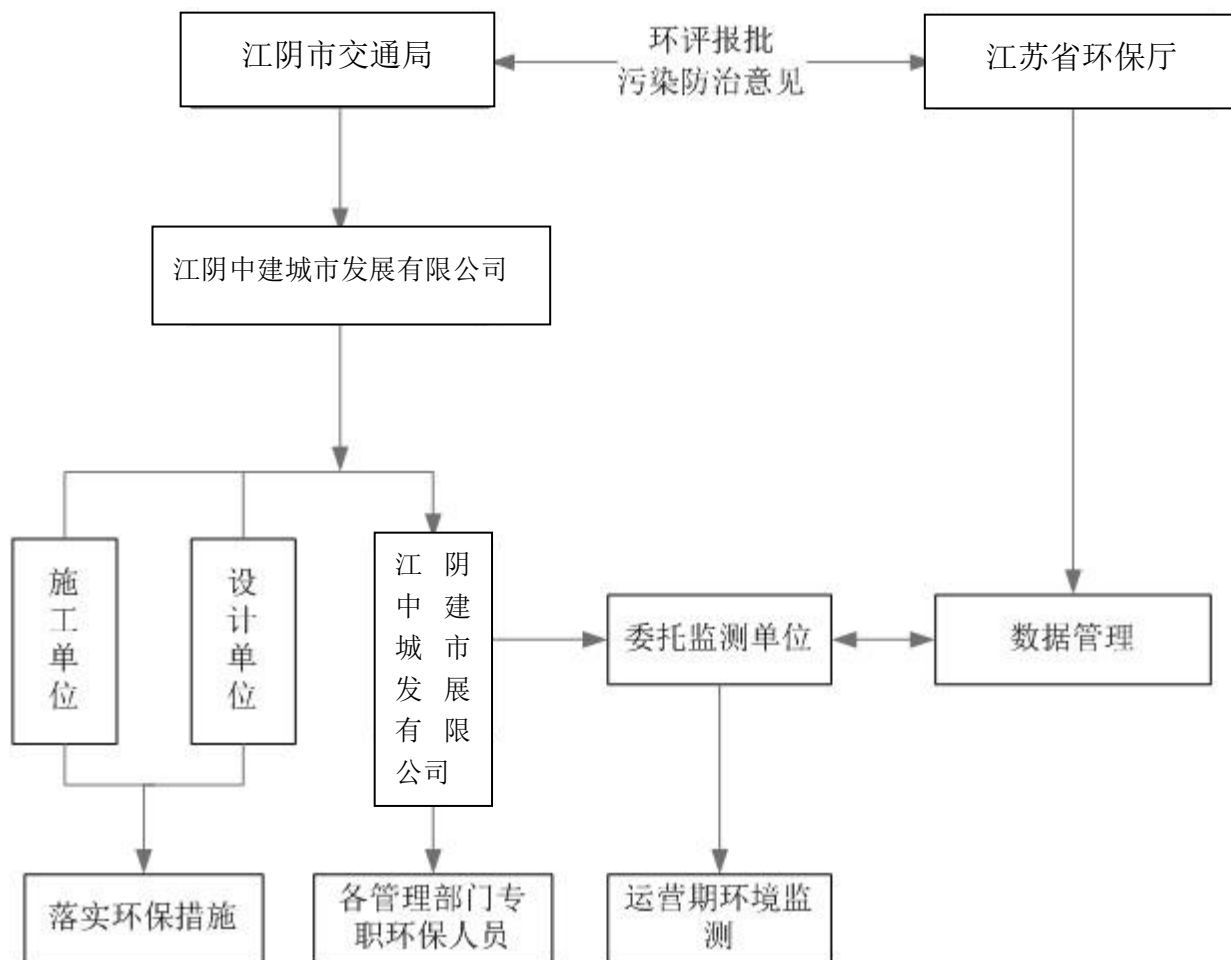 江阴市交通局
环评报批
污染防治意见
江苏省环保厅
江阴中建城市发展有限公司
施工单位
设计单位
江阴
中建
城市
发展
有限
公司
委托监测单位
数据管理
落实环保措施
各管理部门专
职环保人员
运营期环境监
测